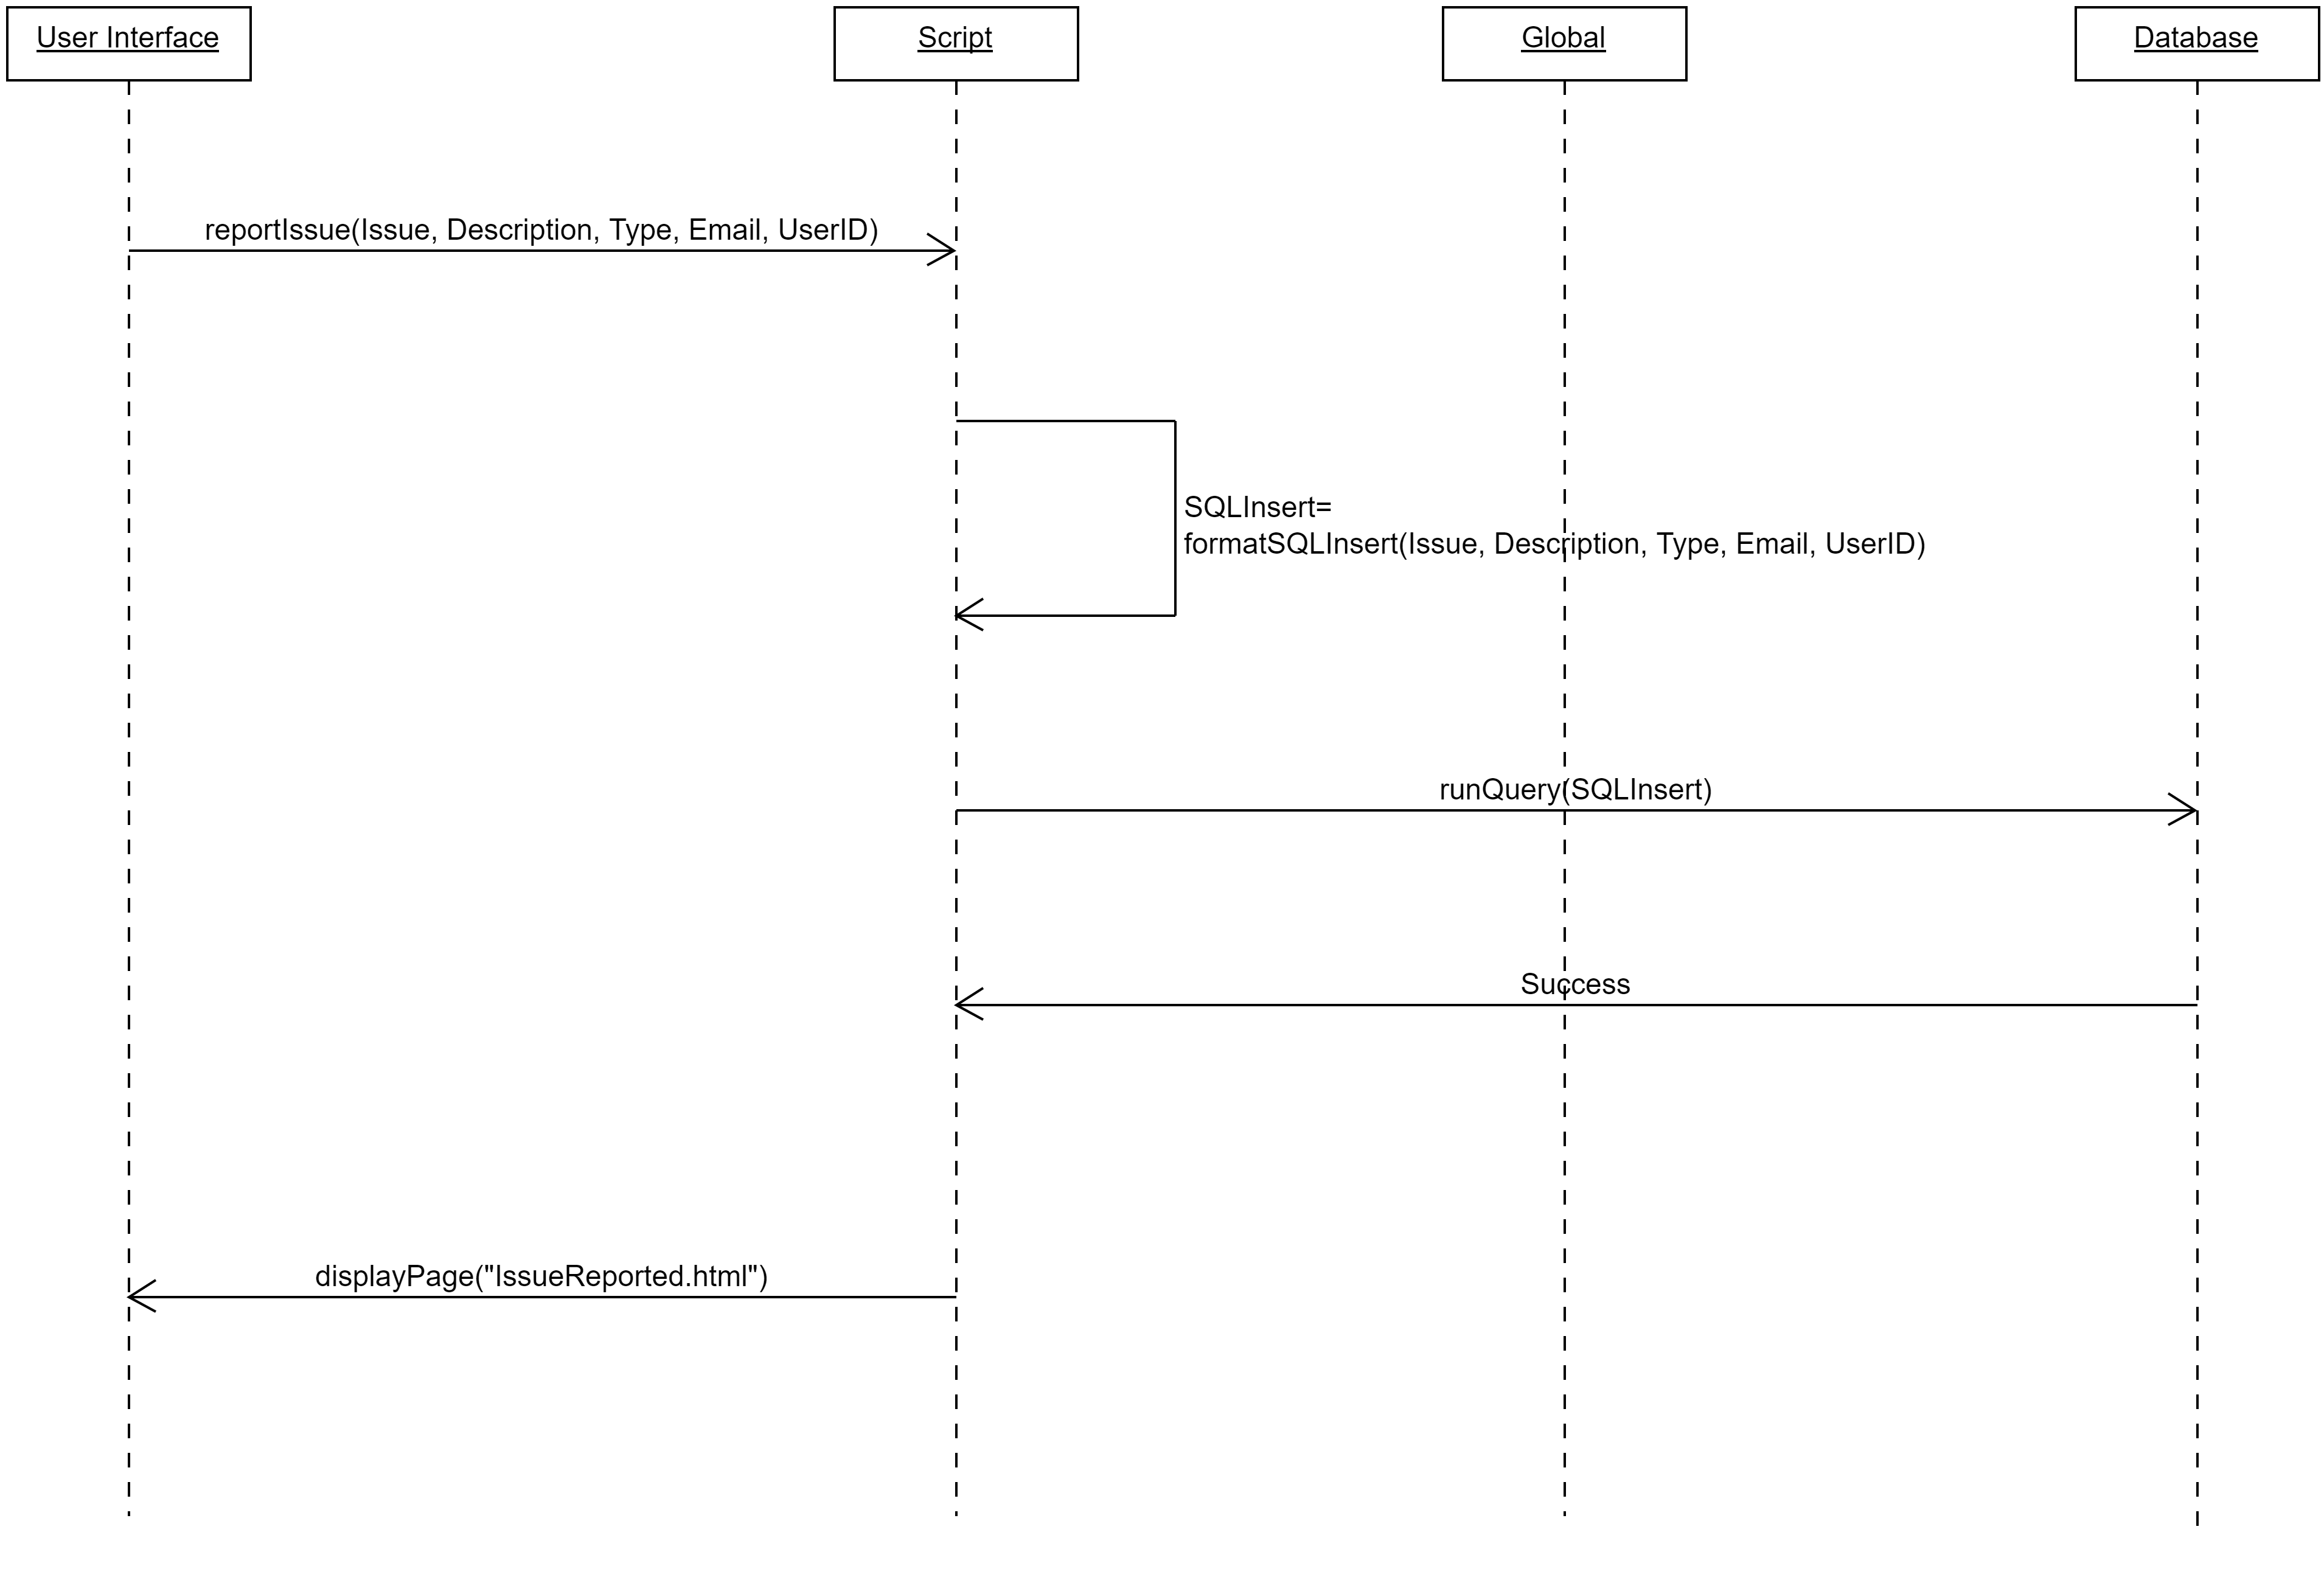 User Interface
Script
Global
Database
reportIssue(Issue, Description, Type, Email, UserID)
SQLInsert=
formatSQLInsert(Issue, Description, Type, Email, UserID)
runQuery(SQLInsert)
Success
displayPage("IssueReported.html")